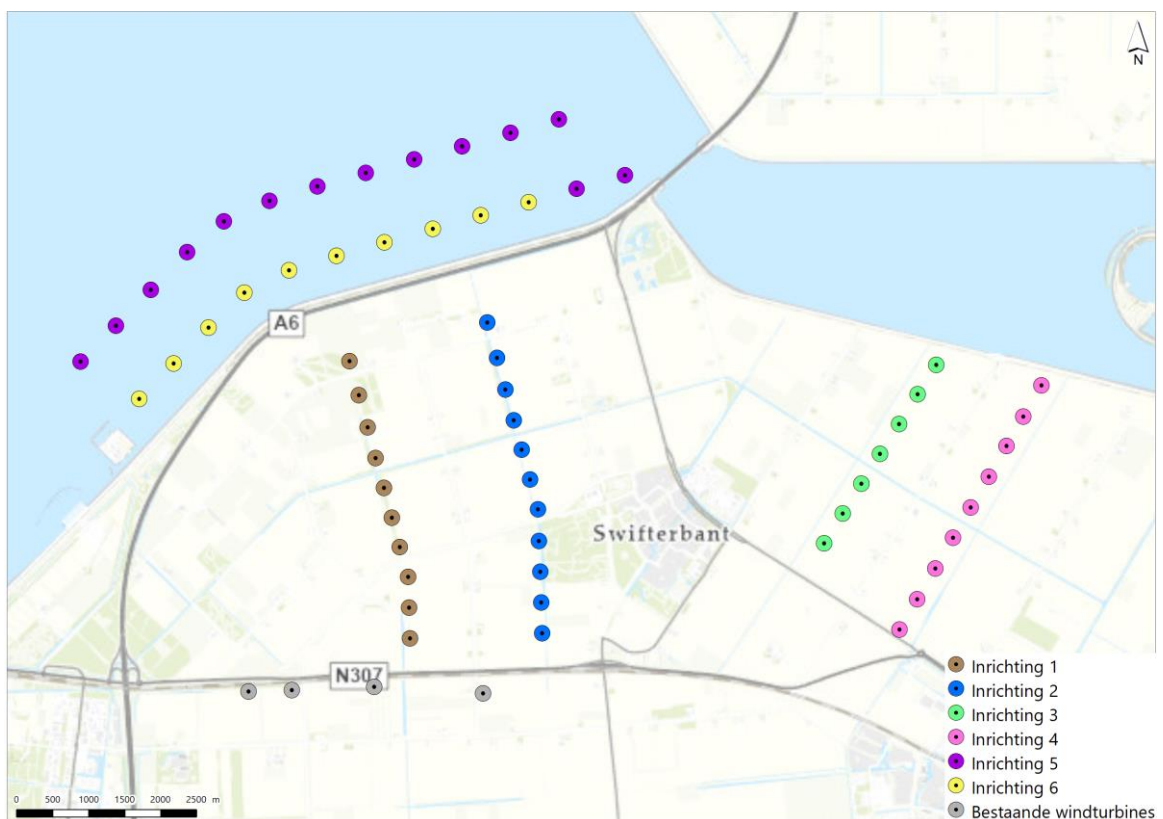 N
A6
Swifterbant
N307
Inrichting 1
Inrichting 2
Inrichting 3
Inrichting 4
Inrichting 5
Inrichting 6
Bestaande windturbines
0 500 1000 1500 2000 2500 m